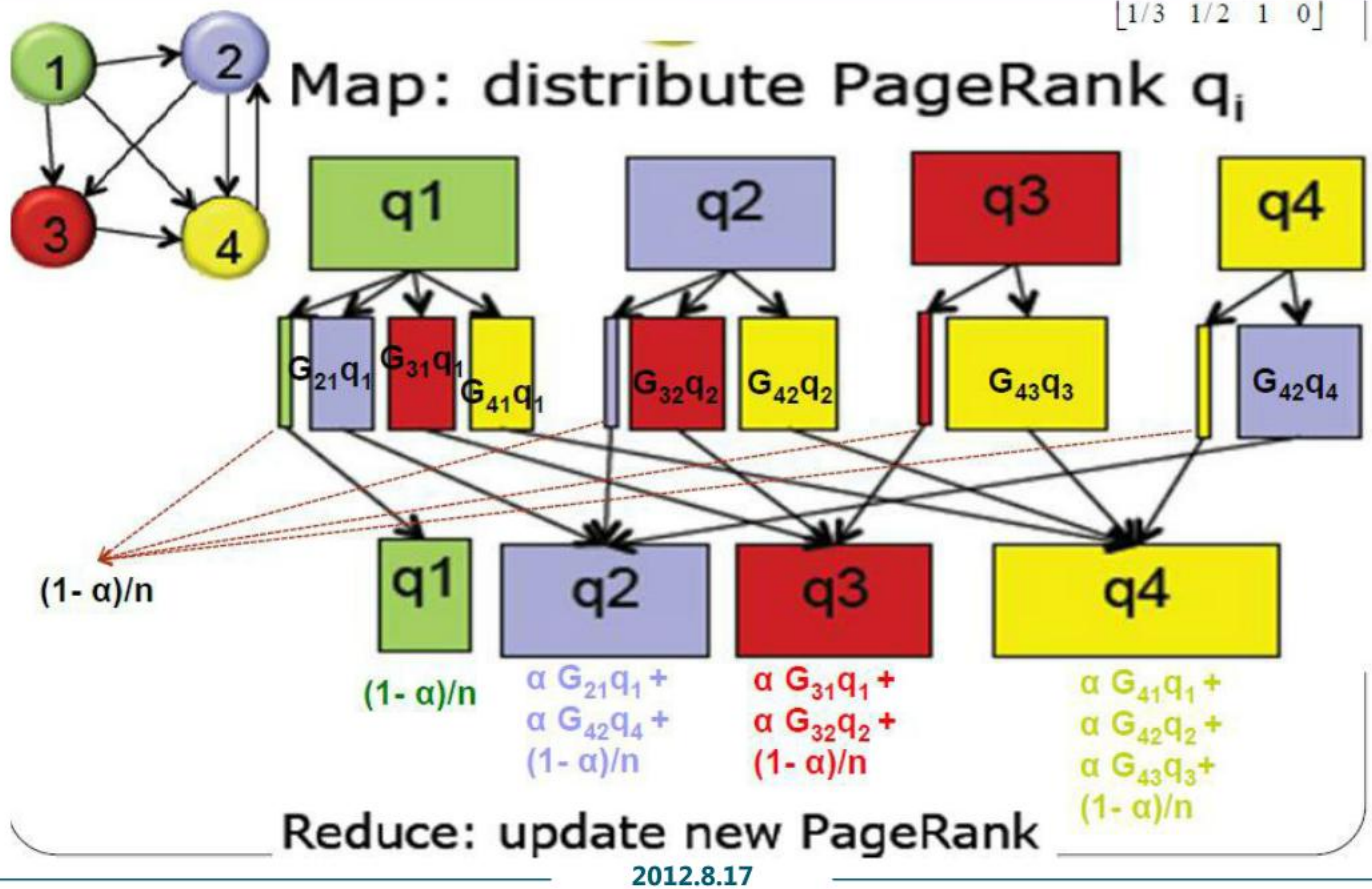 [1/3 1/2 1 0]
1
2
3
4
Map: distribute PageRank qᵢ
q1
q2
q3
q4
G₂₁q₁
G₃₁q₁
G₄₁q₁
G₃₂q₂
G₄₂q₂
G₄₃q₃
G₄₂q₄
(1- α)/n
q1
q2
q3
q4
(1- α)/n
α G₂₁q₁ +
α G₄₂q₄ +
(1- α)/n
α G₃₁q₁ +
α G₃₂q₂ +
(1- α)/n
α G₄₁q₁ +
α G₄₂q₂ +
α G₄₃q₃+
(1- α)/n
Reduce: update new PageRank
2012.8.17